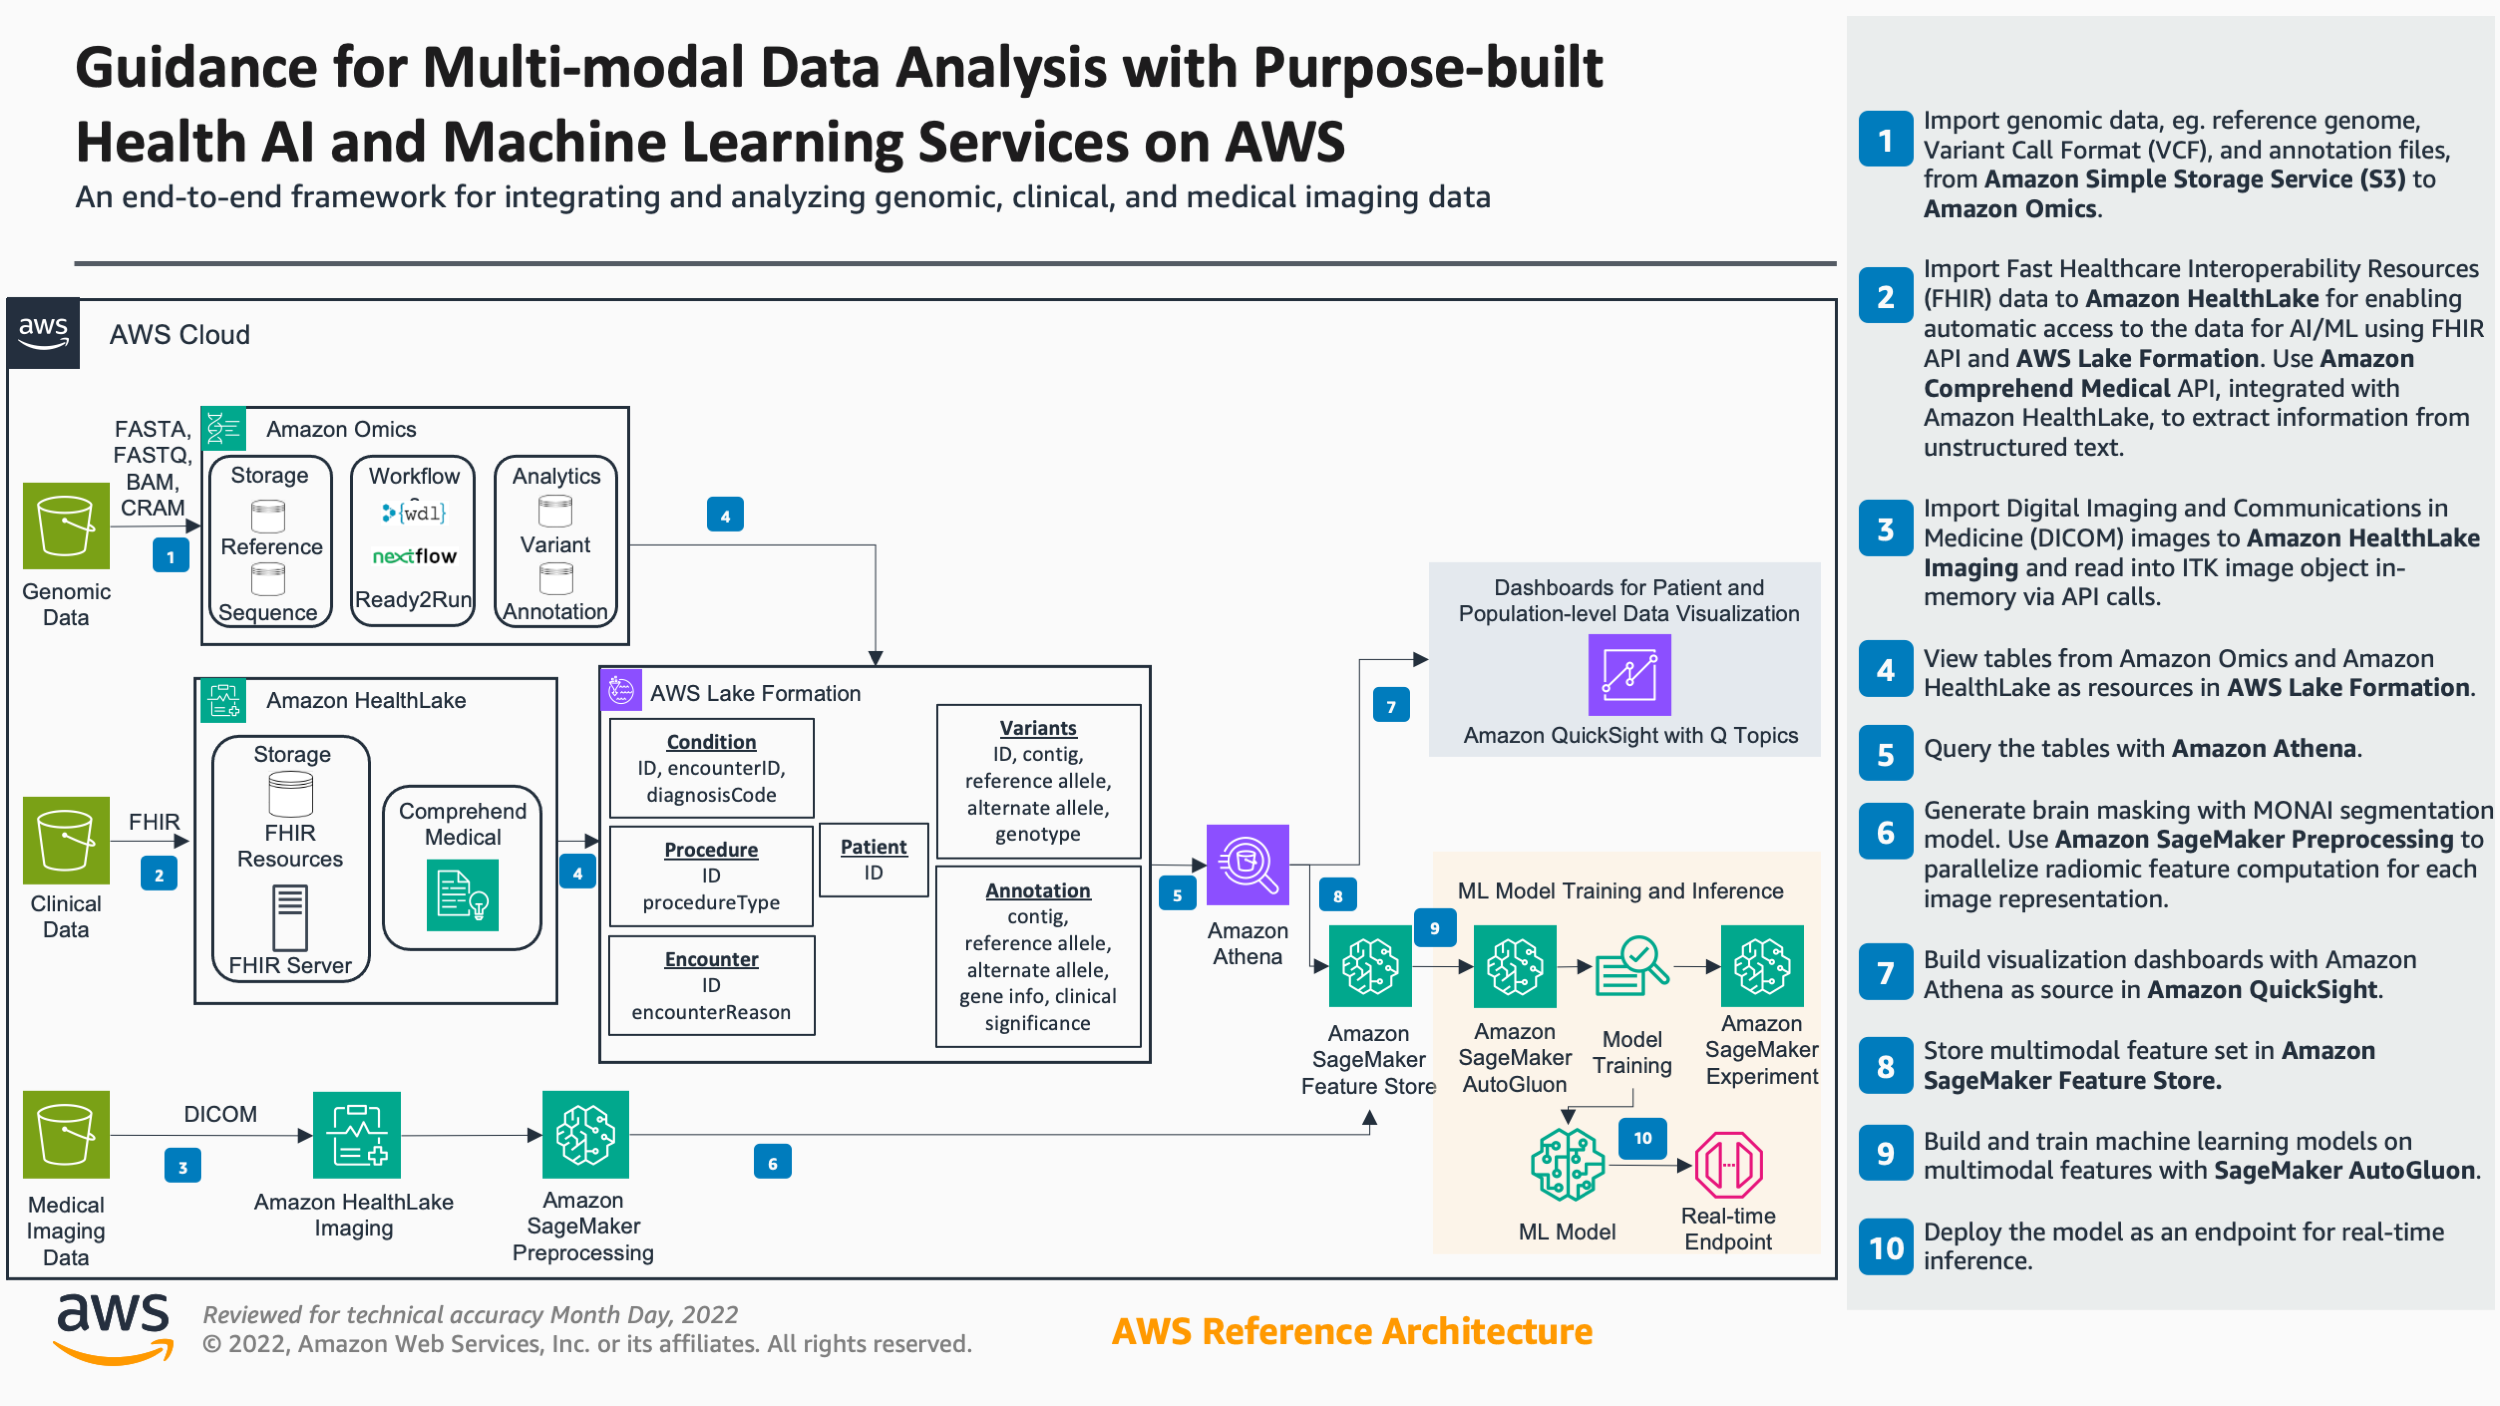 Guidance for Multi-modal Data Analysis with Purpose-built
Health AI and Machine Learning Services on AWS
An end-to-end framework for integrating and analyzing genomic, clinical, and medical imaging data
aws
AWS Cloud
FASTA,
FASTQ,
BAM,
CRAM
1
Genomic
Data
Amazon Omics
Storage
Reference
Sequence
Workflow
{wdl}
nextflow
Ready2Run
Analytics
Variant
Annotation
4
FHIR
2
Clinical
Data
Amazon HealthLake
Storage
FHIR
Resources
FHIR Server
Comprehend
Medical
4
AWS Lake Formation
Condition
ID, encounterID,
diagnosisCode
Procedure
ID
procedureType
Encounter
ID
encounterReason
Patient
ID
Variants
ID, contig,
reference allele,
alternate allele,
genotype
Annotation
contig,
reference allele,
alternate allele,
gene info, clinical
significance
5
Amazon
Athena
7
Dashboards for Patient and
Population-level Data Visualization
Amazon QuickSight with Q Topics
8
Amazon
SageMaker
Feature Store
9
ML Model Training and Inference
Amazon
SageMaker
AutoGluon
Model
Training
Amazon
SageMaker
Experiment
ML Model
10
Real-time
Endpoint
DICOM
3
Medical
Imaging
Data
Amazon HealthLake
Imaging
Amazon
SageMaker
Preprocessing
6
1
Import genomic data, eg. reference genome,
Variant Call Format (VCF), and annotation files,
from Amazon Simple Storage Service (S3) to
Amazon Omics.
2
Import Fast Healthcare Interoperability Resources
(FHIR) data to Amazon HealthLake for enabling
automatic access to the data for AI/ML using FHIR
API and AWS Lake Formation. Use Amazon
Comprehend Medical API, integrated with
Amazon HealthLake, to extract information from
unstructured text.
3
Import Digital Imaging and Communications in
Medicine (DICOM) images to Amazon HealthLake
Imaging and read into ITK image object in-
memory via API calls.
4
View tables from Amazon Omics and Amazon
HealthLake as resources in AWS Lake Formation.
5
Query the tables with Amazon Athena.
6
Generate brain masking with MONAI segmentation
model. Use Amazon SageMaker Preprocessing to
parallelize radiomic feature computation for each
image representation.
7
Build visualization dashboards with Amazon
Athena as source in Amazon QuickSight.
8
Store multimodal feature set in Amazon
SageMaker Feature Store.
9
Build and train machine learning models on
multimodal features with SageMaker AutoGluon.
10
Deploy the model as an endpoint for real-time
inference.
aws
Reviewed for technical accuracy Month Day, 2022
© 2022, Amazon Web Services, Inc. or its affiliates. All rights reserved.
AWS Reference Architecture